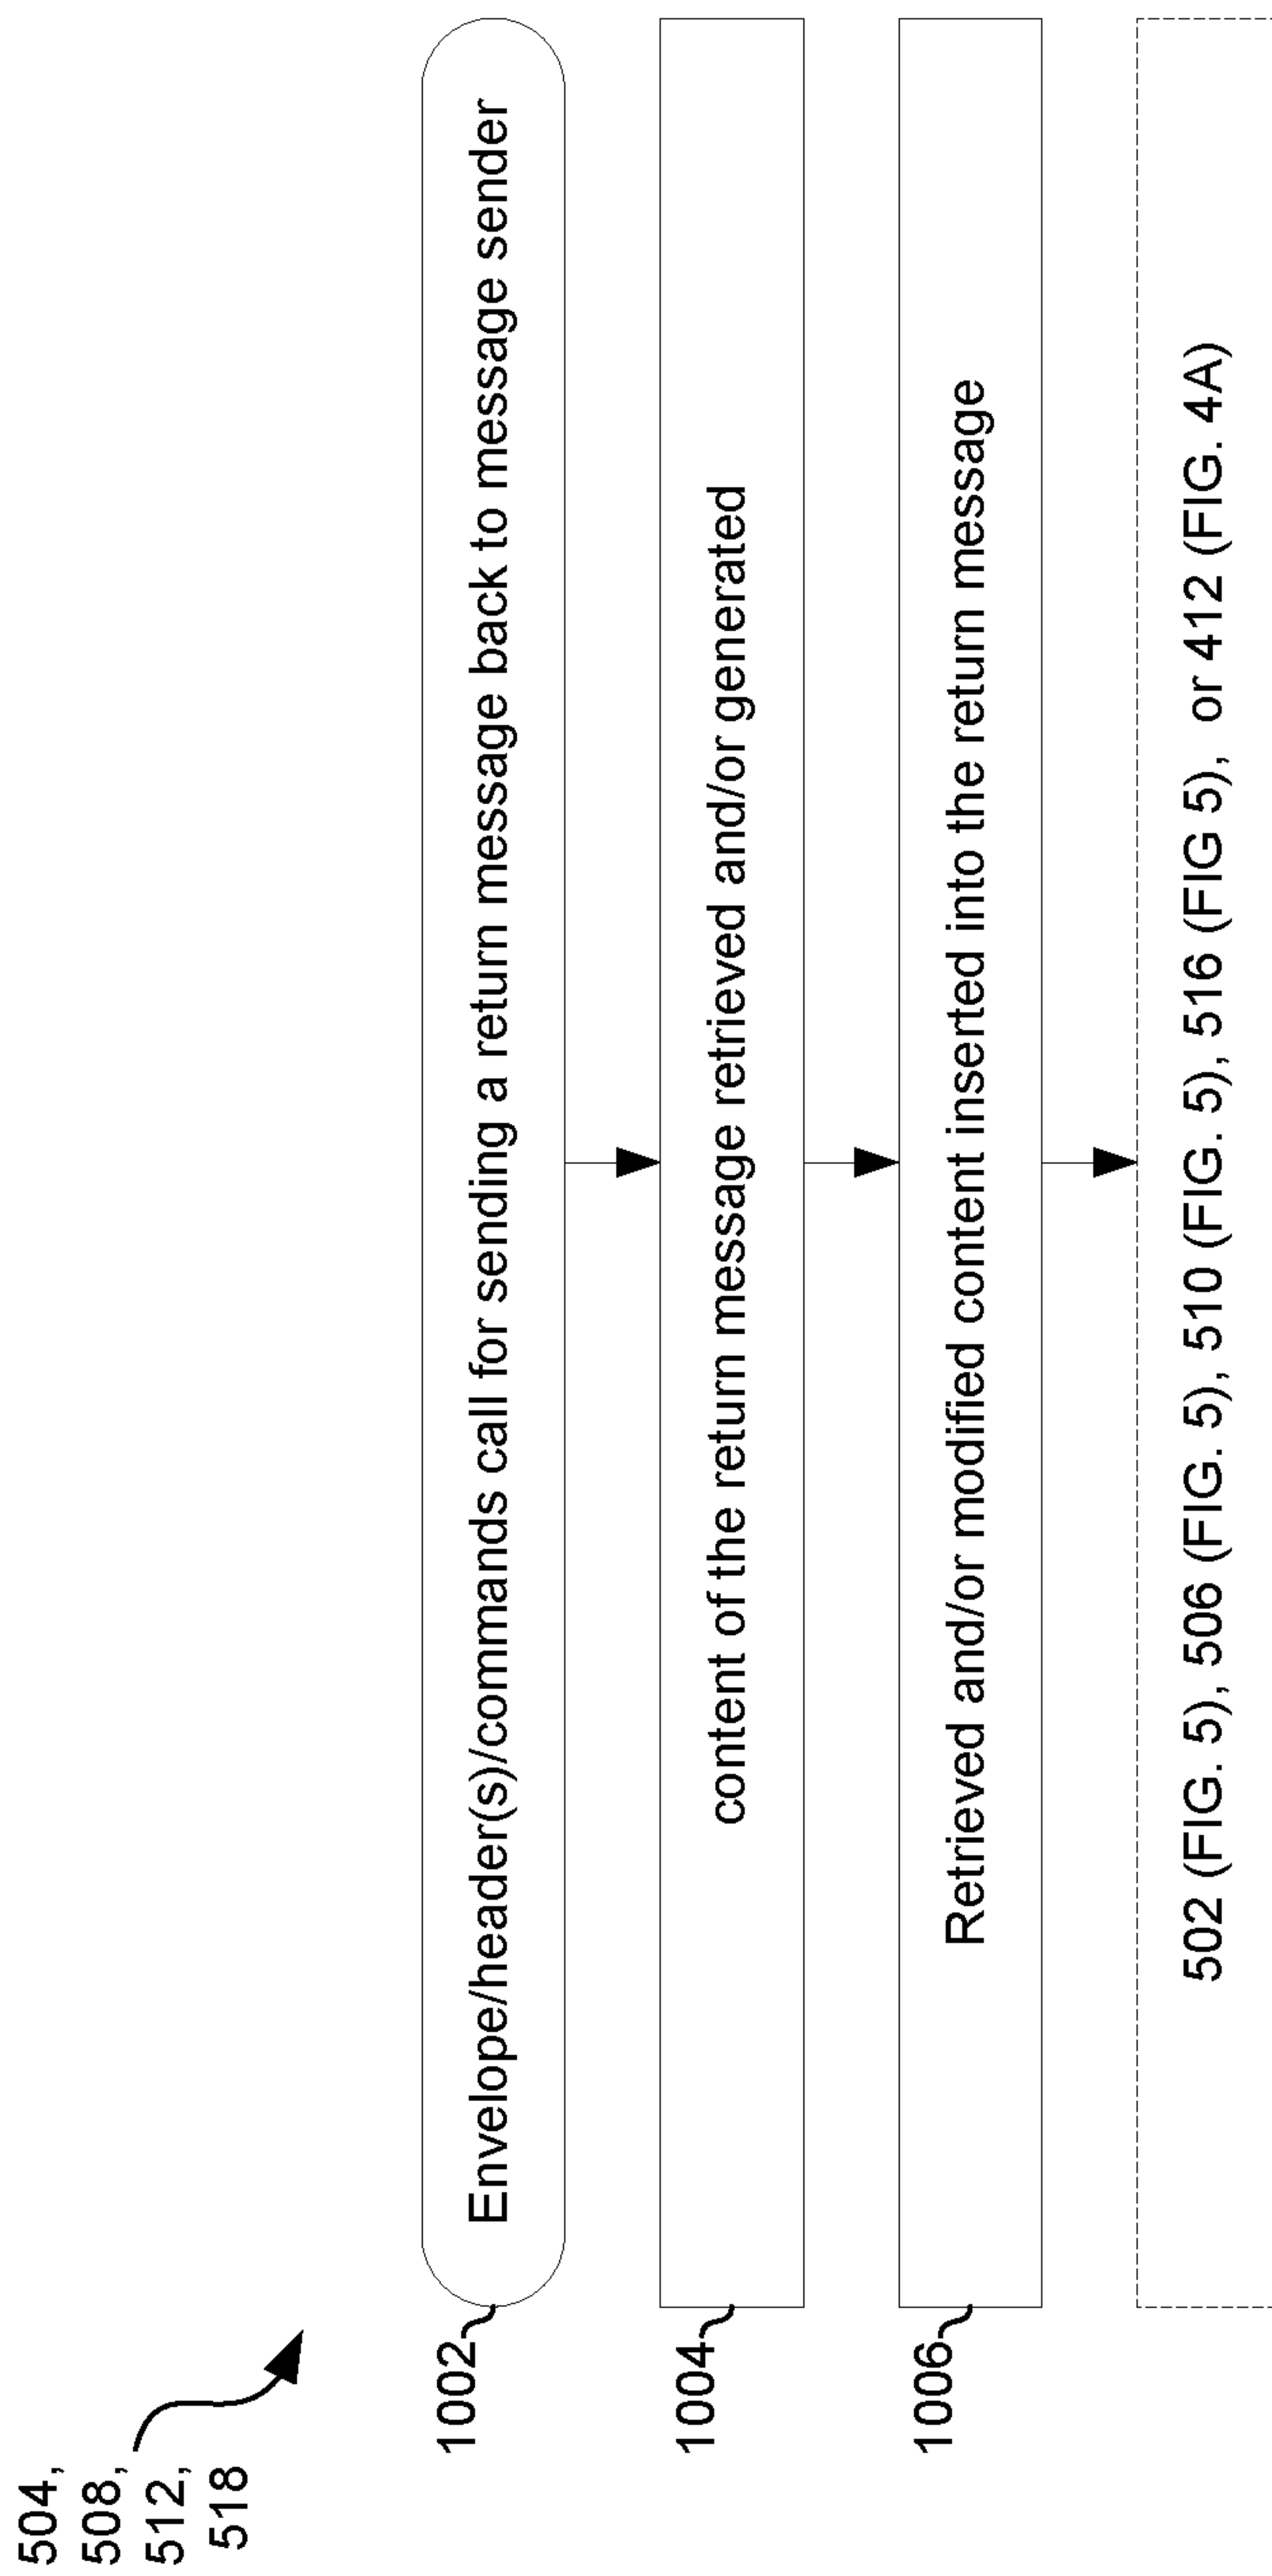 504,
508,
512,
518
1002
Envelope/header(s)/commands call for sending a return message back to message sender
1004
content of the return message retrieved and/or generated
1006
Retrieved and/or modified content inserted into the return message
502 (FIG. 5), 506 (FIG. 5), 510 (FIG. 5), 516 (FIG 5), or 412 (FIG. 4A)